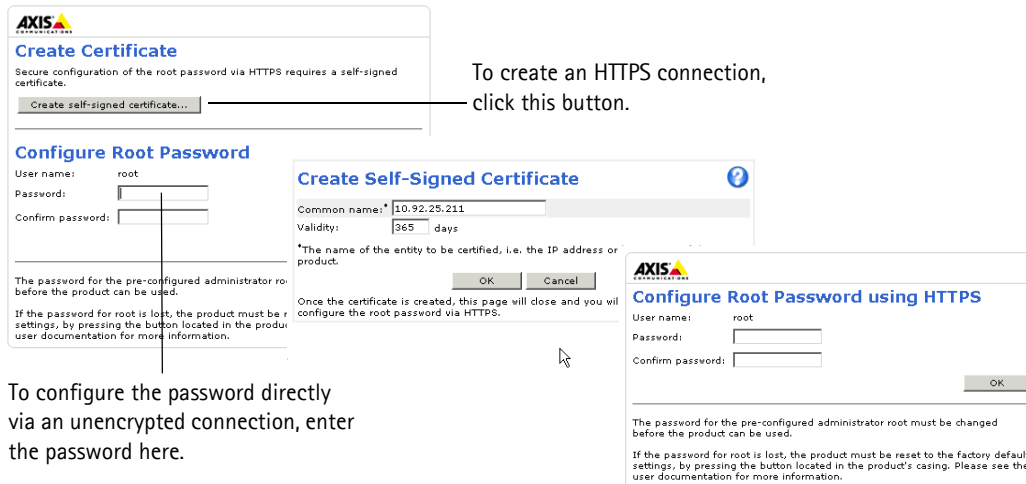 AXIS
COMMUNICATIONS
Create Certificate
Secure configuration of the root password via HTTPS requires a self-signed
certificate.
Create self-signed certificate...
To create an HTTPS connection,
click this button.
Configure Root Password
User name: root
Password:
Confirm password:
The password for the pre-configured administrator
before the product can be used.
If the password for root is lost, the product must be
settings, by pressing the button located in the
user documentation for more information.
To configure the password directly
via an unencrypted connection, enter
the password here.
Create Self-Signed Certificate
?
Common name:* 10.92.25.211
Validity: 365 days
*The name of the entity to be certified, i.e. the IP address or
product.
OK Cancel
Once the certificate is created, this page will close and you
configure the root password via HTTPS.
AXIS
COMMUNICATIONS
Configure Root Password using HTTPS
User name: root
Password:
Confirm password:
OK
The password for the pre-configured administrator root must be changed
before the product can be used.
If the password for root is lost, the product must be reset to the factory default
settings, by pressing the button located in the product's casing. Please see the
user documentation for more information.